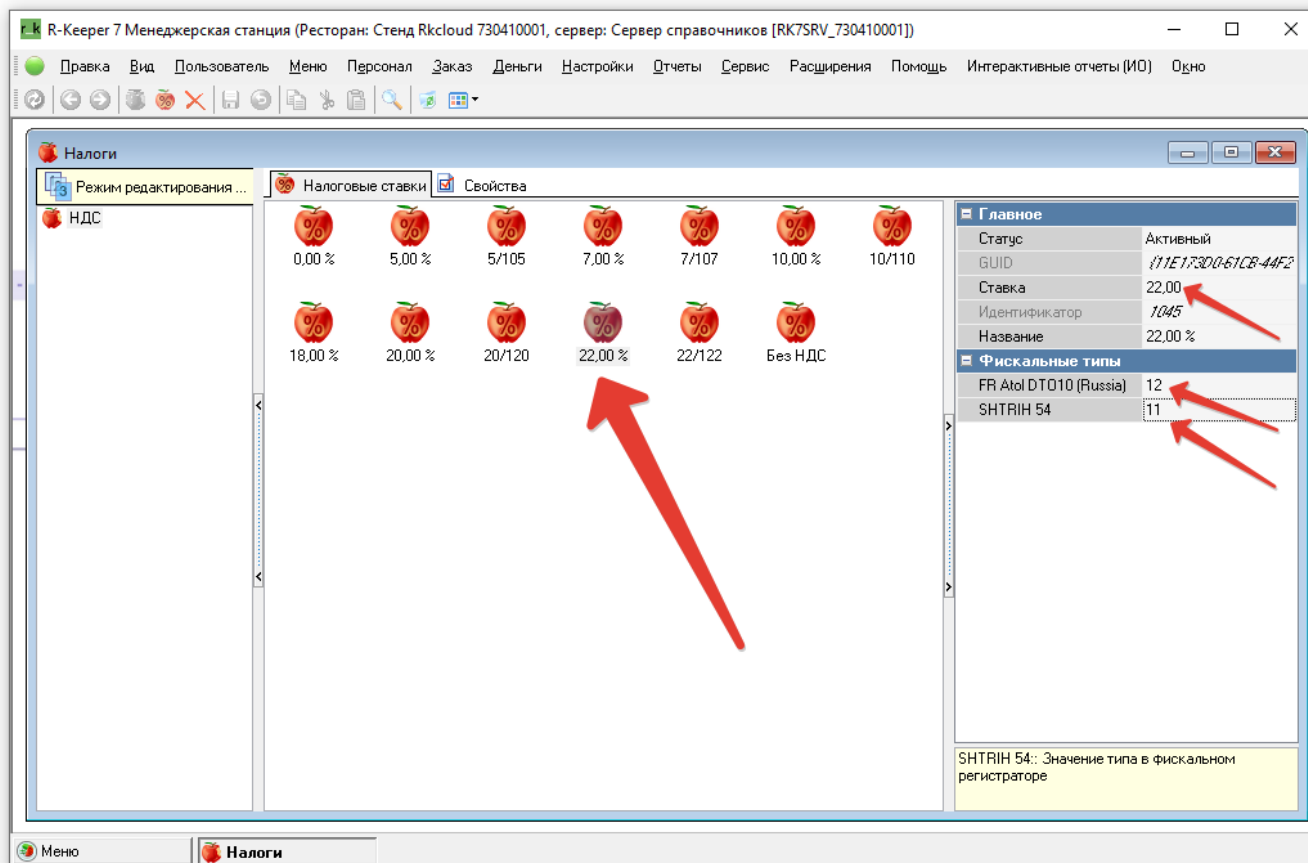 r_k R-Keeper 7 Менеджерская станция (Ресторан: Стенд Rkcloud 730410001, сервер: Сервер справочников [RK7SRV_730410001])
Правка Вид Пользователь Меню Персонал Заказ Деньги Настройки Отчеты Сервис Расширения Помощь Интерактивные отчеты (ИО) Окно
Налоги
Режим редактирования ...
НДС
Налоговые ставки Свойства
0,00 % 5,00 % 5/105 7,00 % 7/107 10,00 % 10/110
18,00 % 20,00 % 20/120 22,00 % 22/122 Без НДС
Главное
Статус Активный
GUID {11E173D0-61CB-44F2
Ставка 22,00
Идентификатор 1045
Название 22,00 %
Фискальные типы
FR Atol DTO10 (Russia) 12
SHTRIH 54 11
SHTRIH 54:: Значение типа в фискальном
регистраторе
Меню Налоги